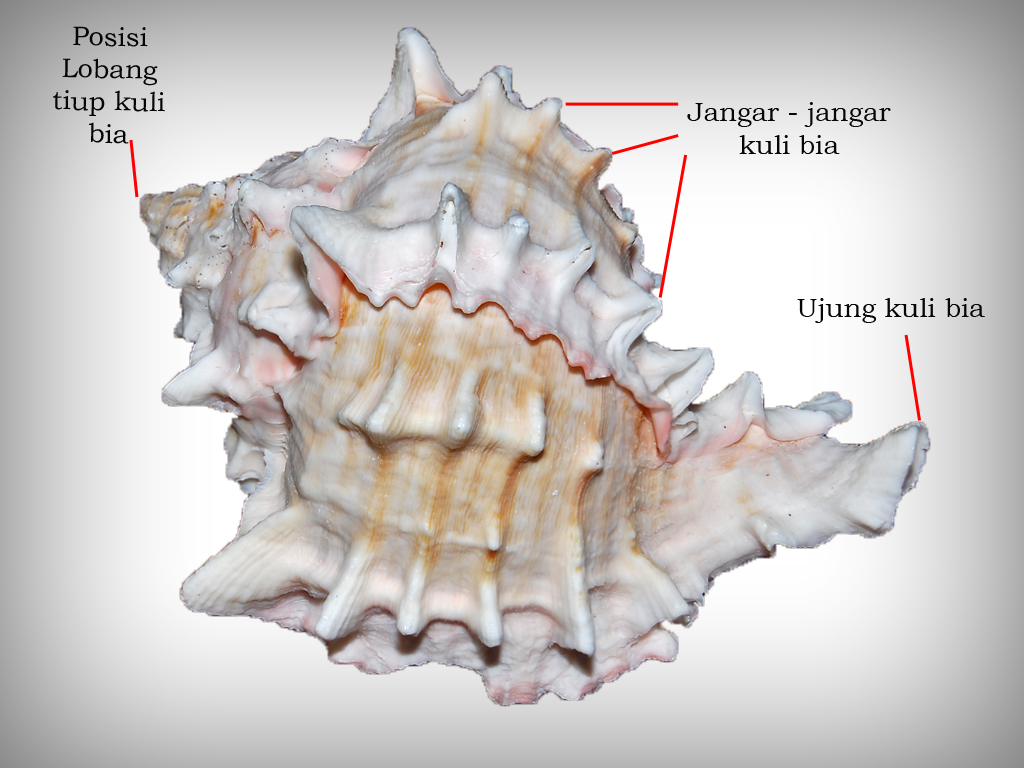 Posisi
Lobang
tiup kuli
bia
Jangar - jangar
kuli bia
Ujung kuli bia